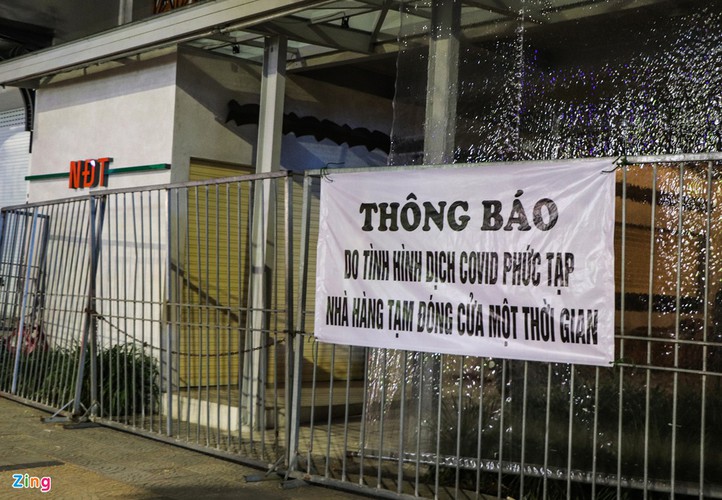 NĐT
THÔNG BÁO
DO TÌNH HÌNH DỊCH COVID PHỨC TẠP
NHÀ HÀNG TẠM ĐÓNG CỬA MỘT THỜI GIAN
Zing